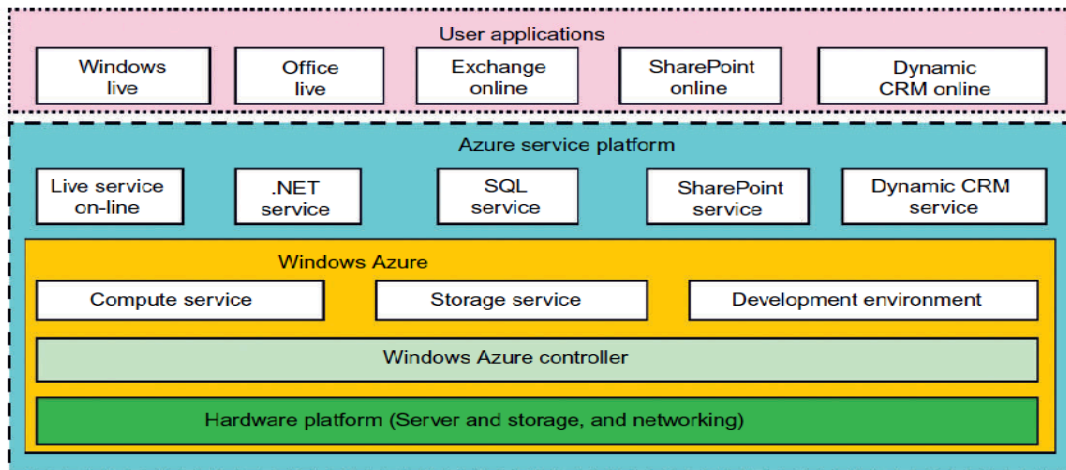 User applications
Windows
live
Office
live
Exchange
online
SharePoint
online
Dynamic
CRM online
Azure service platform
Live service
on-line
.NET
service
SQL
service
SharePoint
service
Dynamic CRM
service
Windows Azure
Compute service
Storage service
Development environment
Windows Azure controller
Hardware platform (Server and storage, and networking)